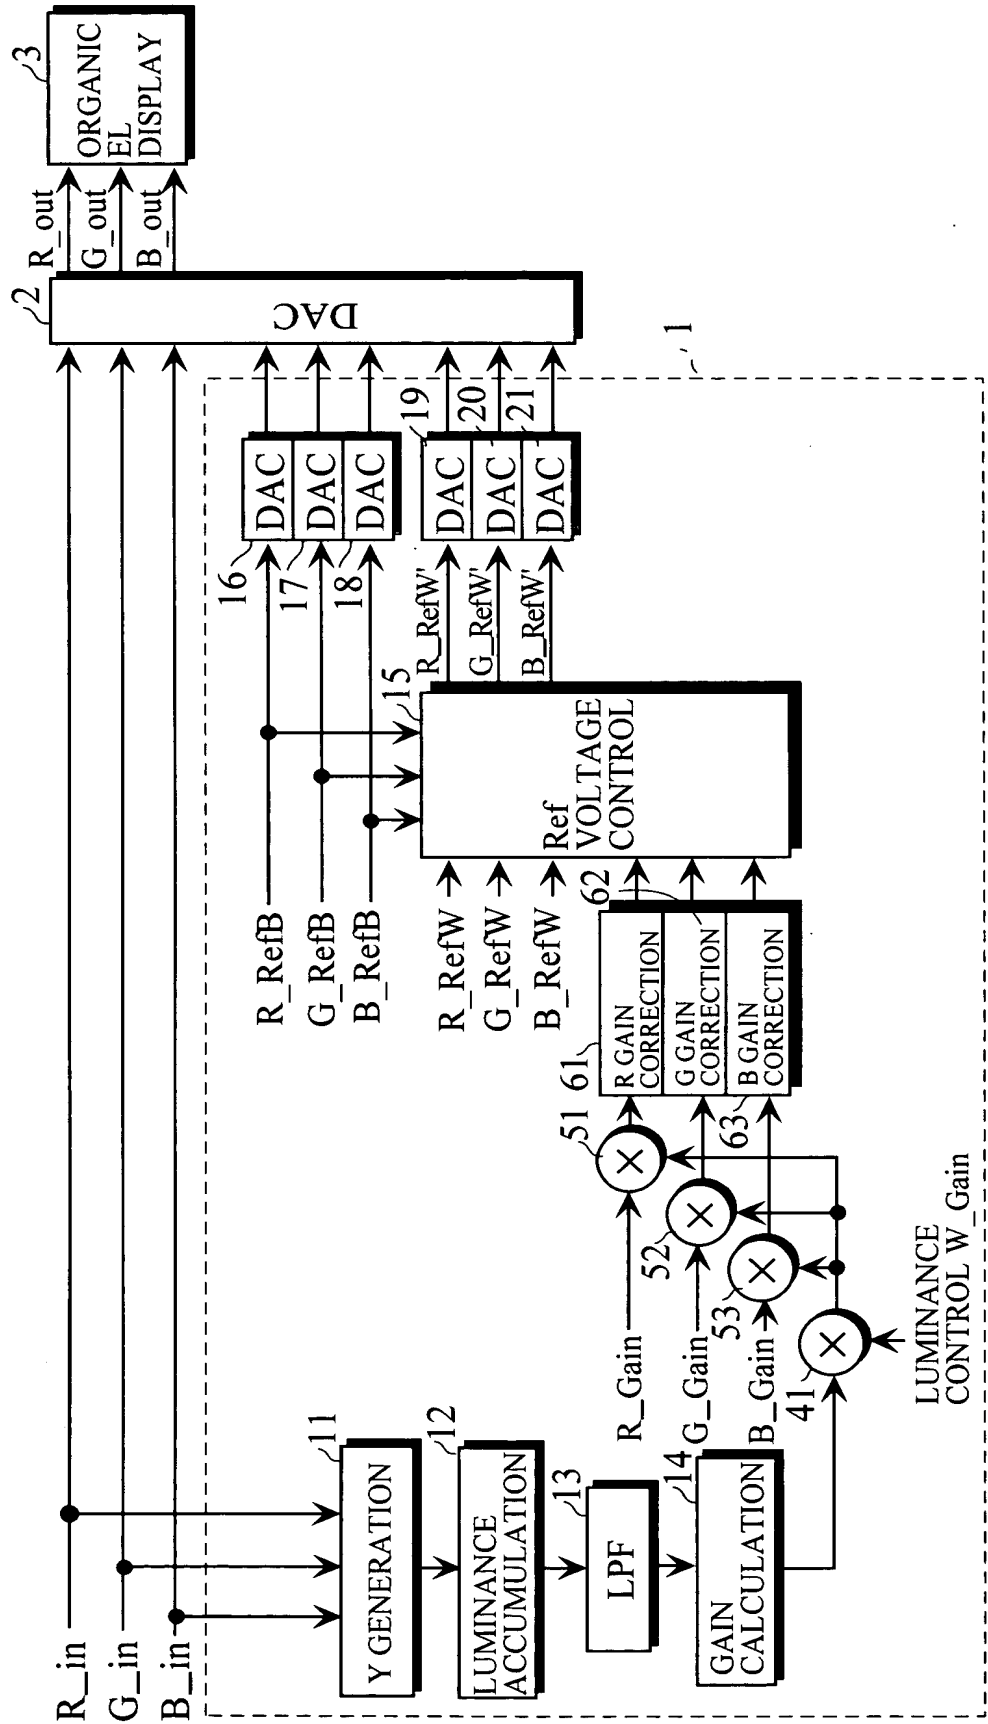 R_in
G_in
B_in
R_out
G_out
B_out
2
DAC
3
ORGANIC
EL
DISPLAY
1
11
Y GENERATION
12
LUMINANCE
ACCUMULATION
13
LPF
14
GAIN
CALCULATION
41
LUMINANCE
CONTROL W_Gain
R_Gain
G_Gain
B_Gain
51
52
53
61
R GAIN
CORRECTION
62
G GAIN
CORRECTION
63
B GAIN
CORRECTION
R_RefB
G_RefB
B_RefB
R_RefW
G_RefW
B_RefW
15
Ref
VOLTAGE
CONTROL
R_RefW'
G_RefW'
B_RefW'
16
DAC
17
DAC
18
DAC
19
DAC
20
DAC
21
DAC